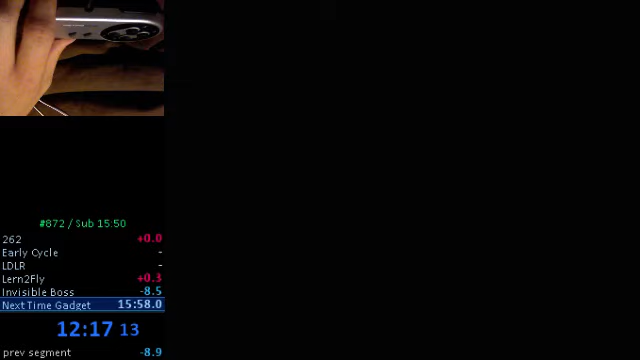 #872 / Sub 15:50
262 +0.0
Early Cycle -
LDLR -
Lern2Fly +0.3
Invisible Boss -8.5
Next Time Gadget 15:58.0
12:17 13
prev segment -8.9